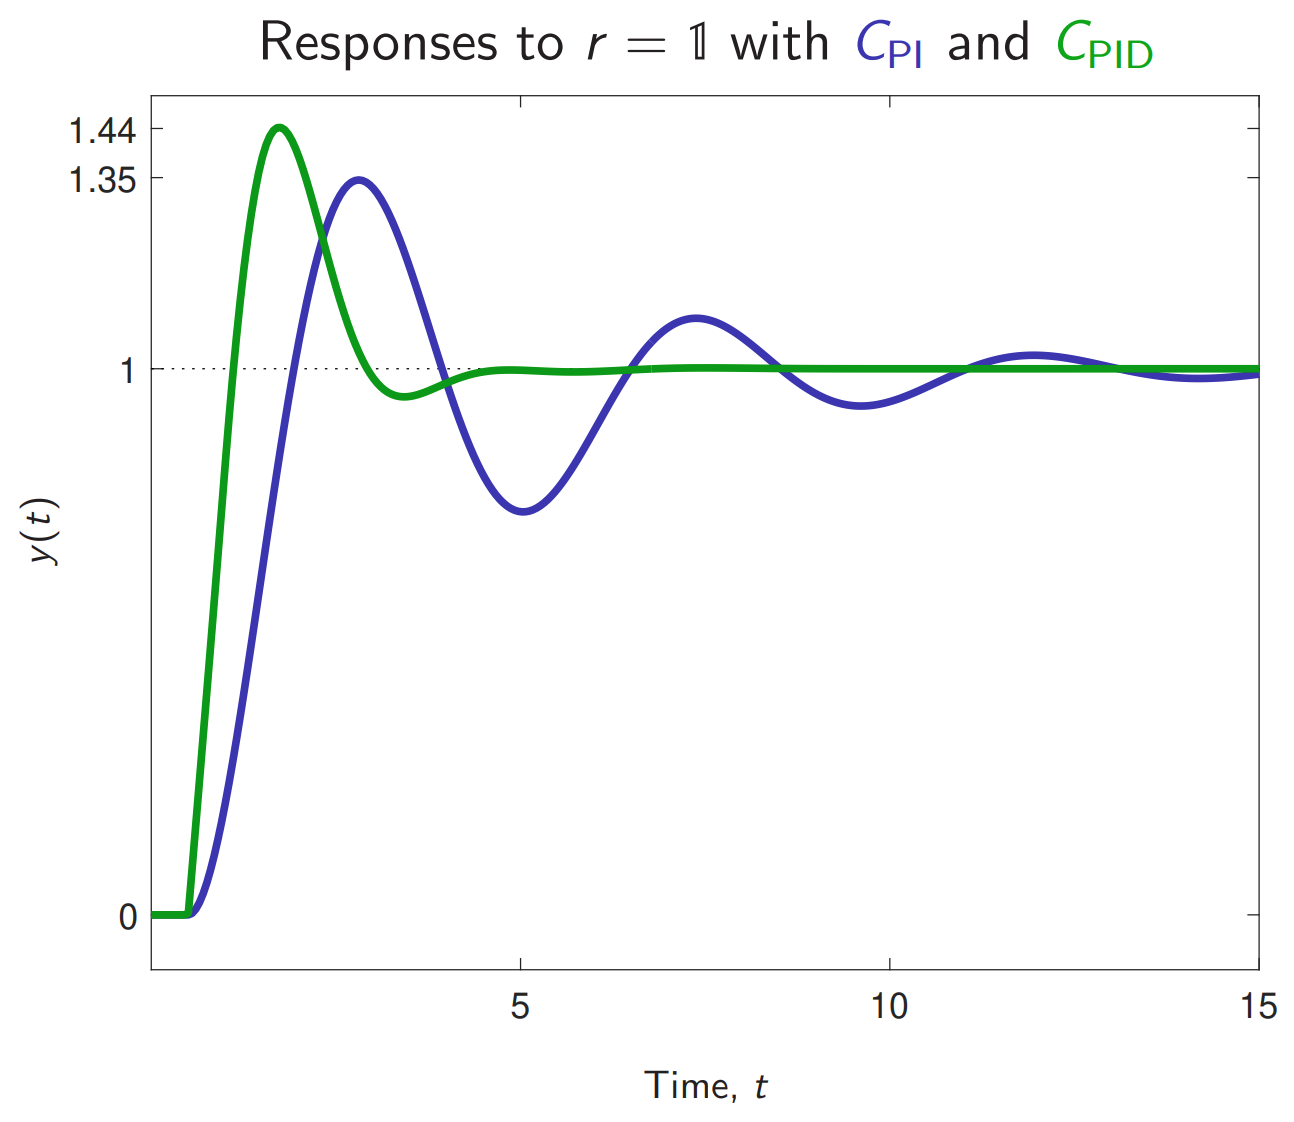 Responses to r = 𝟙 with C_PI and C_PID
1.44
1.35
1
0
y(t)
5 10 15
Time, t